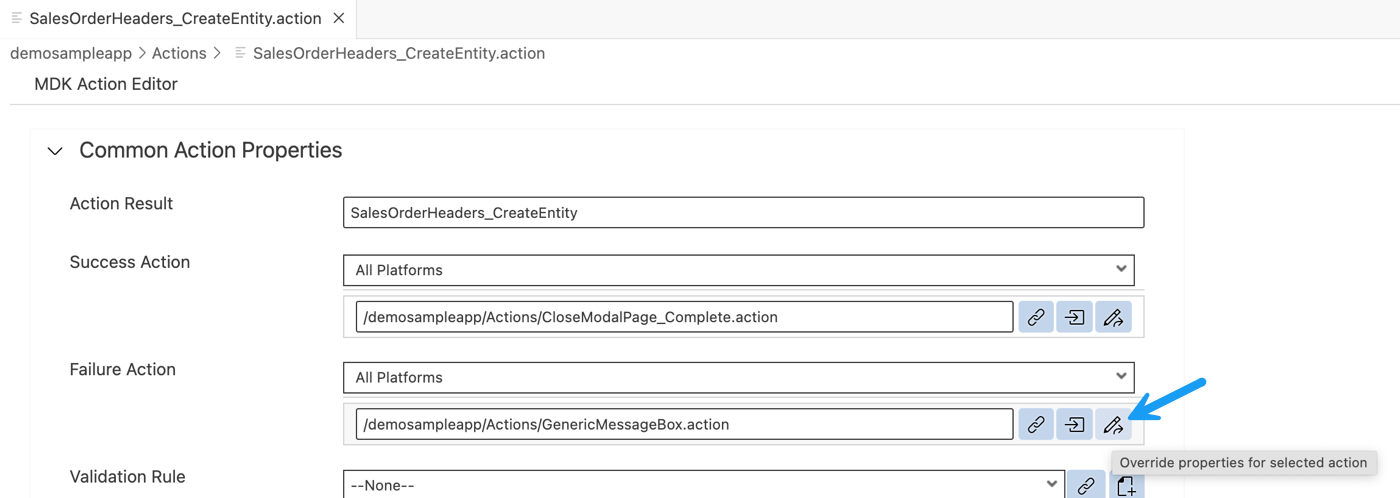 SalesOrderHeaders_CreateEntity.action
demosampleapp > Actions > SalesOrderHeaders_CreateEntity.action
MDK Action Editor
Common Action Properties
Action Result
SalesOrderHeaders_CreateEntity
Success Action
All Platforms
/demosampleapp/Actions/CloseModalPage_Complete.action
Failure Action
All Platforms
/demosampleapp/Actions/GenericMessageBox.action
Override properties for selected action
Validation Rule
--None--